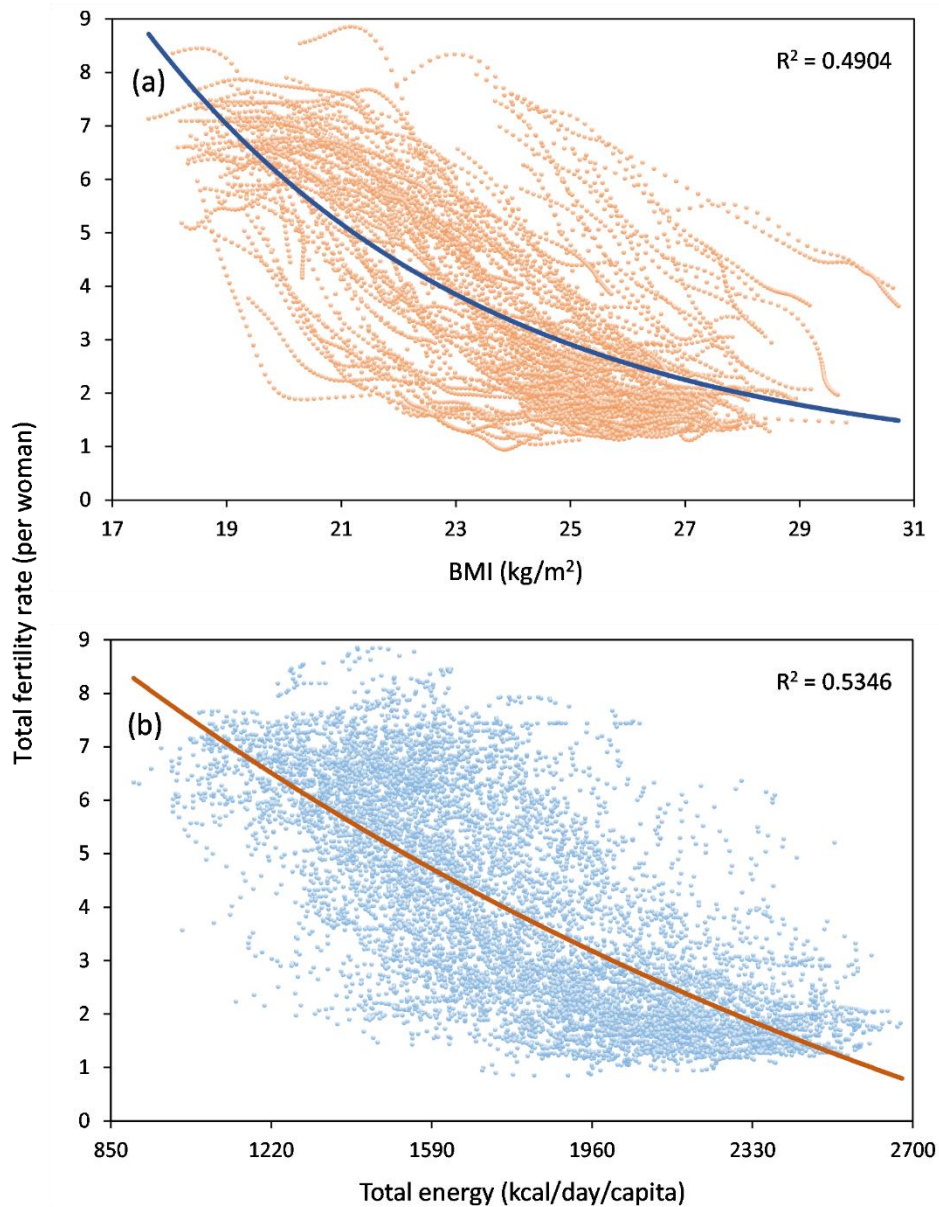 9
8
7
6
5
4
3
2
1
0
(a)
R² = 0.4904
17 19 21 23 25 27 29 31
BMI (kg/m²)
Total fertility rate (per woman)
9
8
7
6
5
4
3
2
1
0
(b)
R² = 0.5346
850 1220 1590 1960 2330 2700
Total energy (kcal/day/capita)